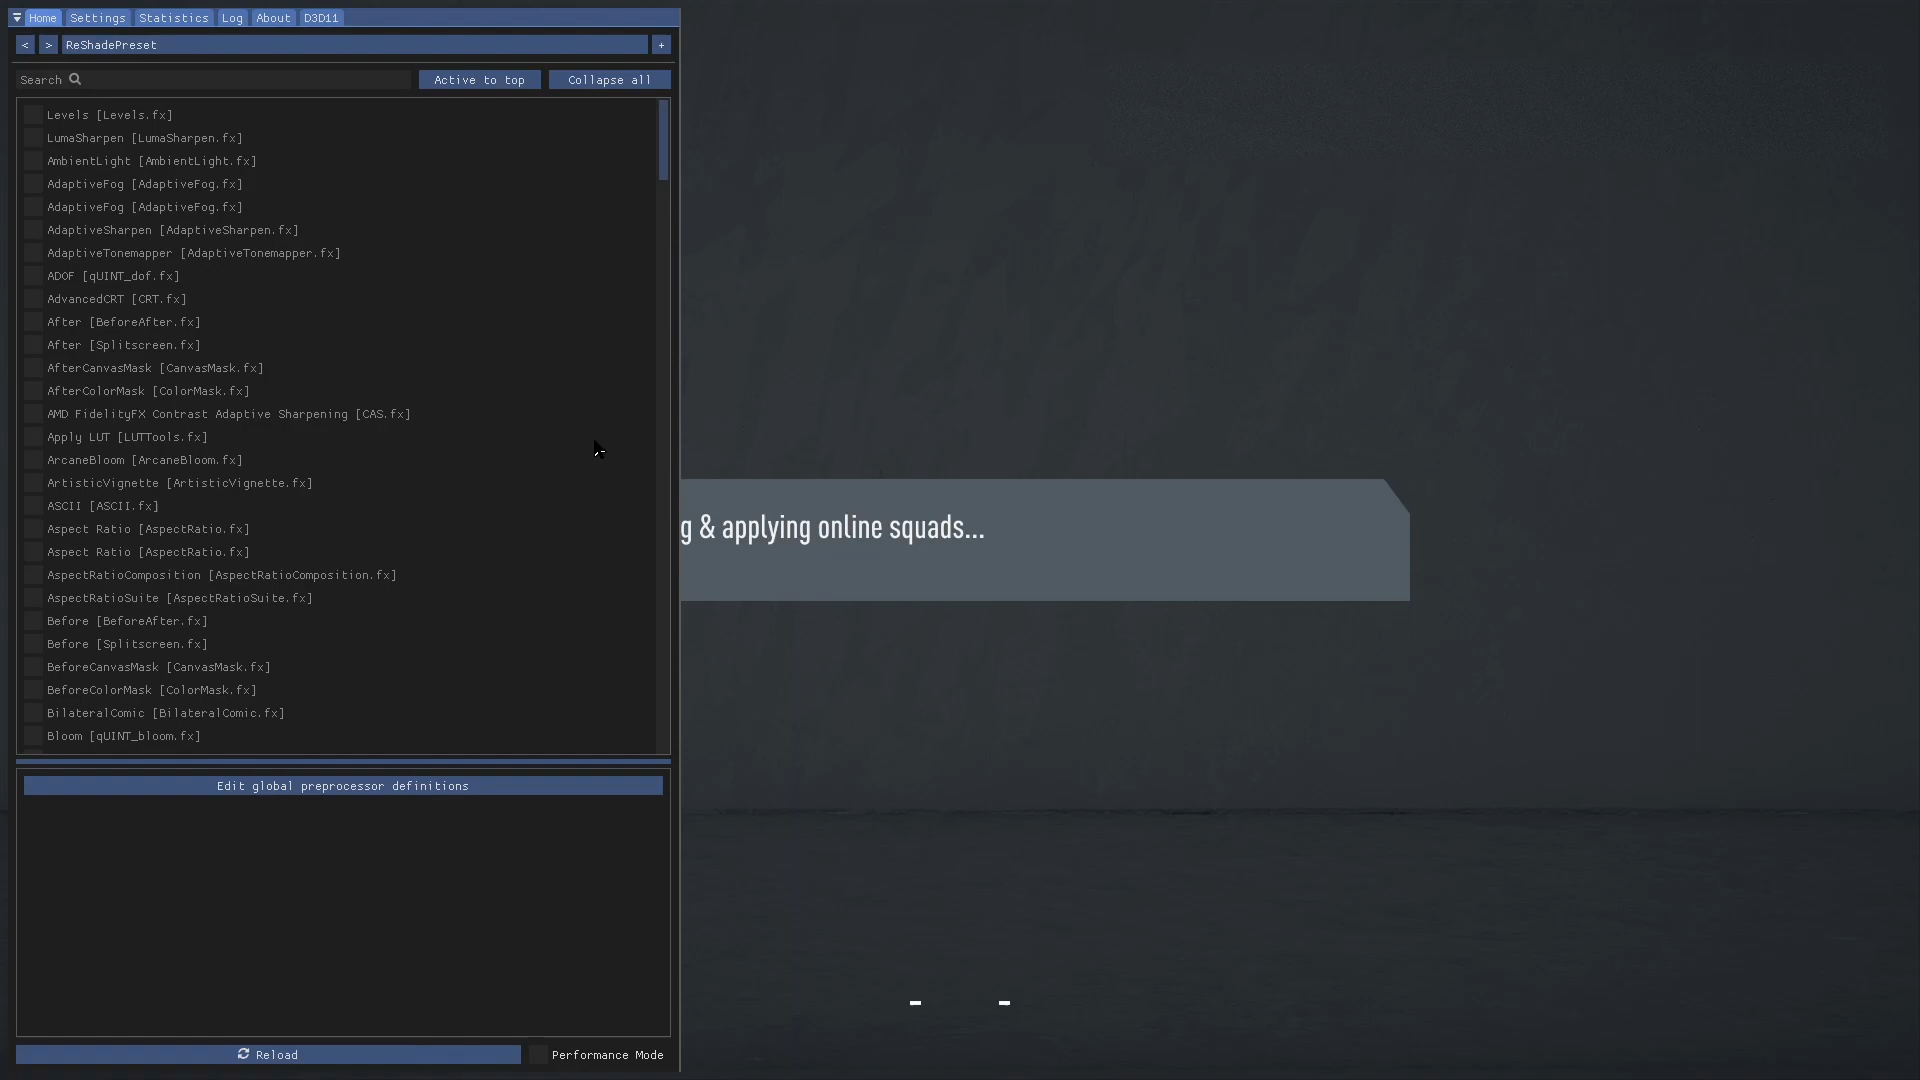 Home Settings Statistics Log About D3D11
< > ReShadePreset +
Search Active to top Collapse all
Levels [Levels.fx]
LumaSharpen [LumaSharpen.fx]
AmbientLight [AmbientLight.fx]
AdaptiveFog [AdaptiveFog.fx]
AdaptiveFog [AdaptiveFog.fx]
AdaptiveSharpen [AdaptiveSharpen.fx]
AdaptiveTonemapper [AdaptiveTonemapper.fx]
ADOF [qUINT_dof.fx]
AdvancedCRT [CRT.fx]
After [BeforeAfter.fx]
After [Splitscreen.fx]
AfterCanvasMask [CanvasMask.fx]
AfterColorMask [ColorMask.fx]
AMD FidelityFX Contrast Adaptive Sharpening [CAS.fx]
Apply LUT [LUTTools.fx]
ArcaneBloom [ArcaneBloom.fx]
ArtisticVignette [ArtisticVignette.fx]
ASCII [ASCII.fx]
Aspect Ratio [AspectRatio.fx]
Aspect Ratio [AspectRatio.fx]
AspectRatioComposition [AspectRatioComposition.fx]
AspectRatioSuite [AspectRatioSuite.fx]
Before [BeforeAfter.fx]
Before [Splitscreen.fx]
BeforeCanvasMask [CanvasMask.fx]
BeforeColorMask [ColorMask.fx]
BilateralComic [BilateralComic.fx]
Bloom [qUINT_bloom.fx]
Edit global preprocessor definitions
Reload Performance Mode
g & applying online squads...